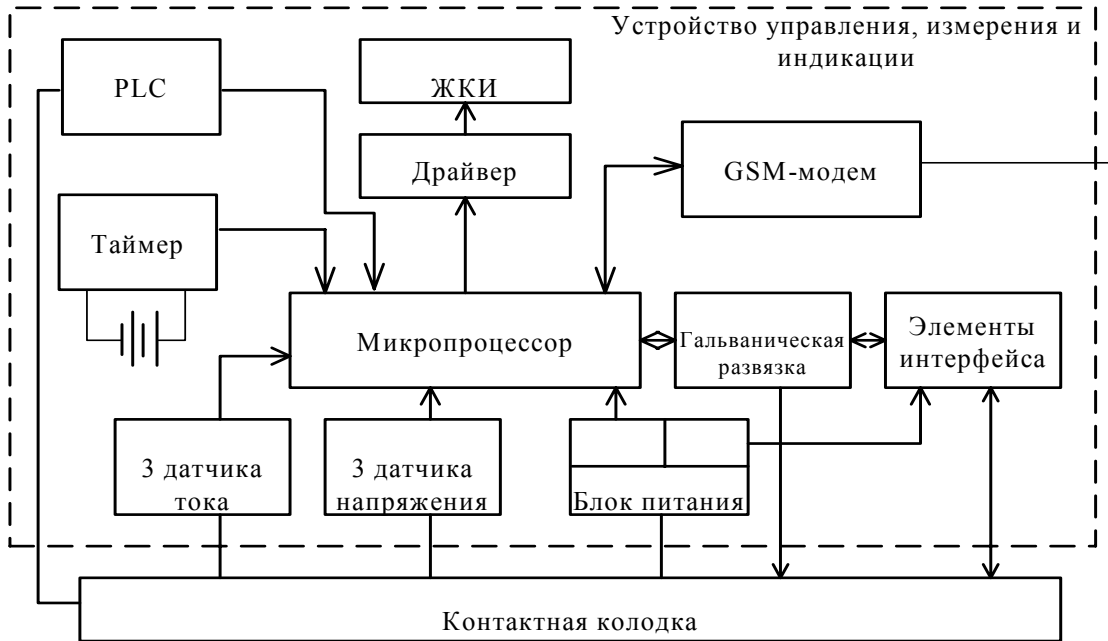 Устройство управления, измерения и
индикации
PLC
ЖКИ
Драйвер
GSM-модем
Таймер
Микропроцессор
Гальваническая
развязка
Элементы
интерфейса
3 датчика
тока
3 датчика
напряжения
Блок питания
Контактная колодка